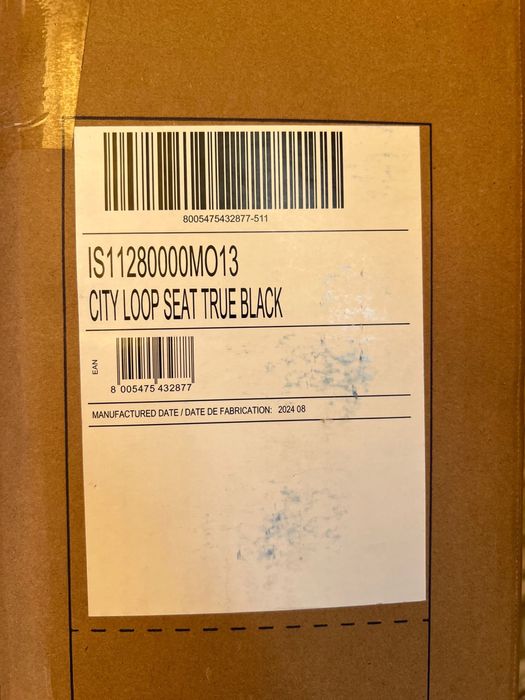 8005475432877-511
IS11280000MO13
CITY LOOP SEAT TRUE BLACK
EAN
8 005475 432877
MANUFACTURED DATE / DATE DE FABRICATION: 2024 08